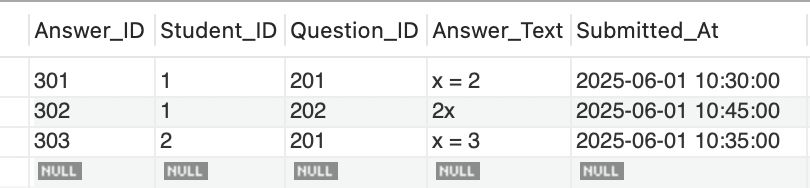 Answer_ID Student_ID Question_ID Answer_Text Submitted_At
301 1 201 x = 2 2025-06-01 10:30:00
302 1 202 2x 2025-06-01 10:45:00
303 2 201 x = 3 2025-06-01 10:35:00
NULL NULL NULL NULL NULL